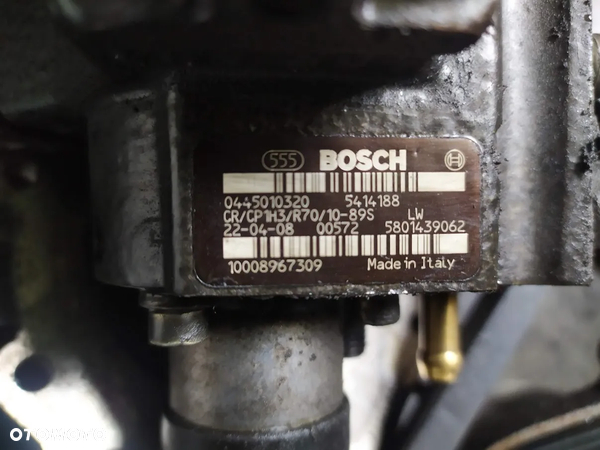 555 BOSCH
0445010320 5414188
CR/CP1H3/R70/10-89S LW
22-04-08 00572 5801439062
10008967309 Made in Italy
OTOMOTO